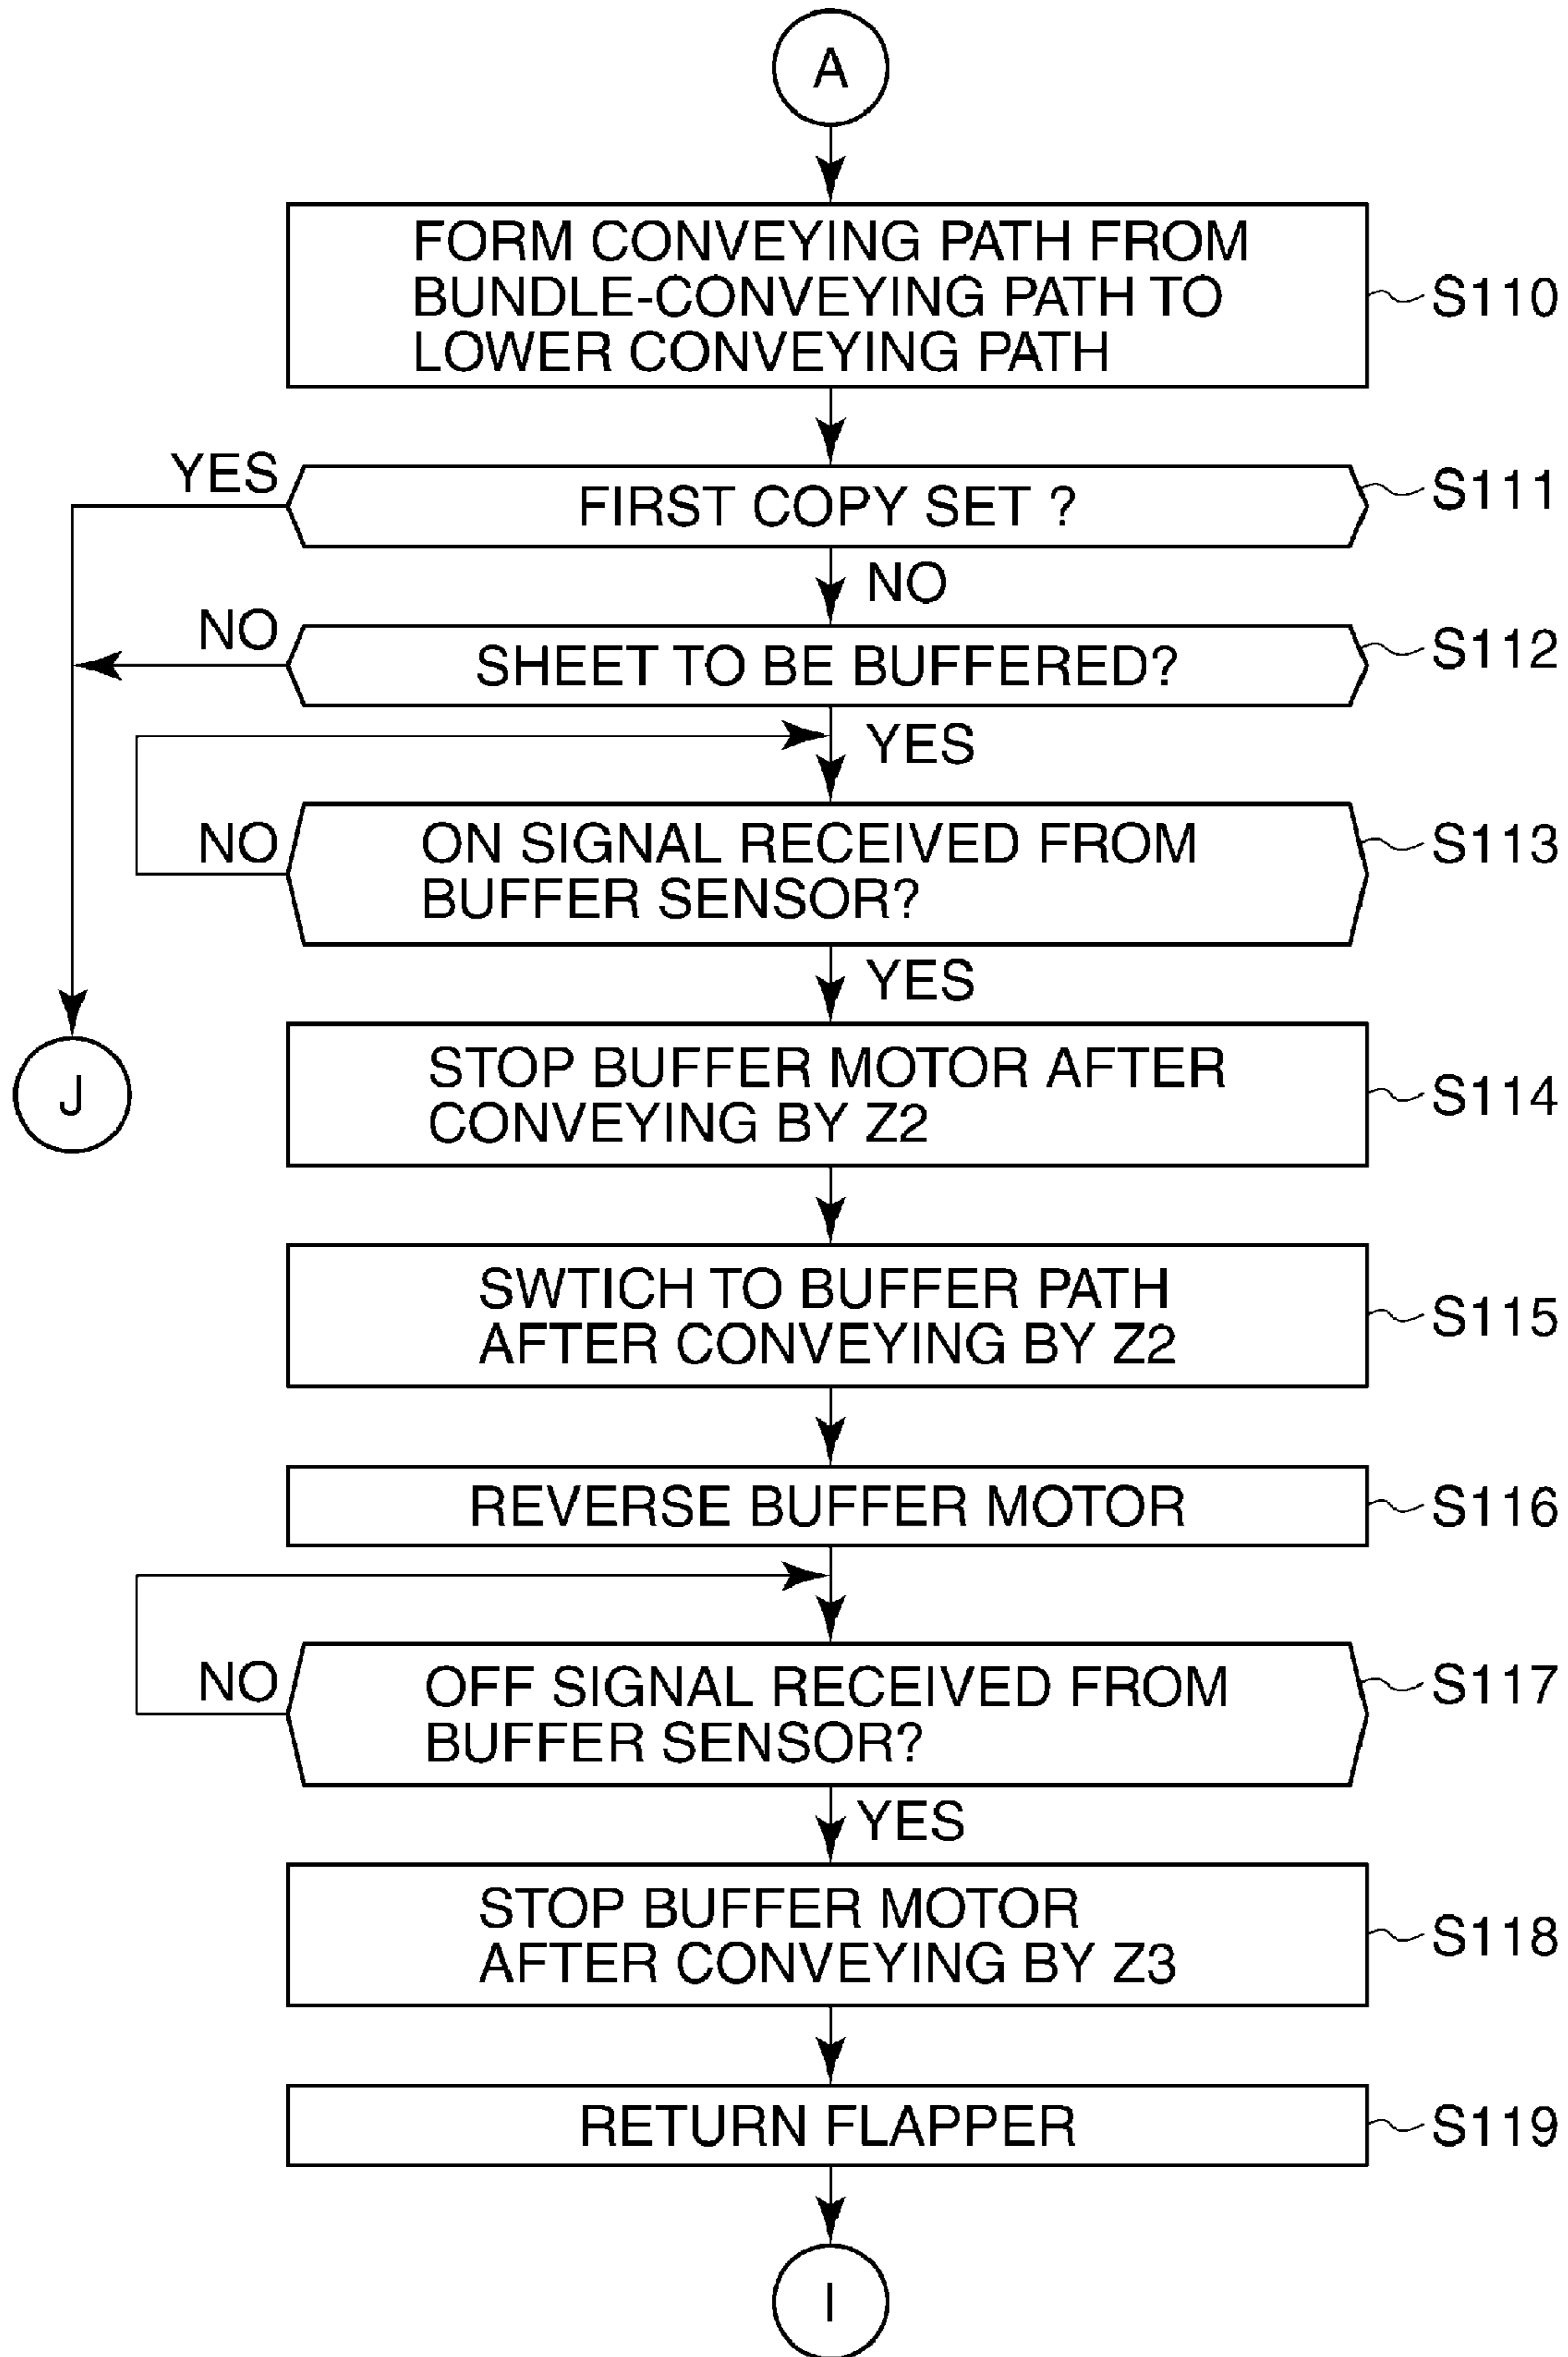 A
FORM CONVEYING PATH FROM
BUNDLE-CONVEYING PATH TO
LOWER CONVEYING PATH
S110
YES
FIRST COPY SET ?
S111
NO
NO
SHEET TO BE BUFFERED?
S112
YES
NO
ON SIGNAL RECEIVED FROM
BUFFER SENSOR?
S113
YES
J
STOP BUFFER MOTOR AFTER
CONVEYING BY Z2
S114
SWTICH TO BUFFER PATH
AFTER CONVEYING BY Z2
S115
REVERSE BUFFER MOTOR
S116
NO
OFF SIGNAL RECEIVED FROM
BUFFER SENSOR?
S117
YES
STOP BUFFER MOTOR
AFTER CONVEYING BY Z3
S118
RETURN FLAPPER
S119
I